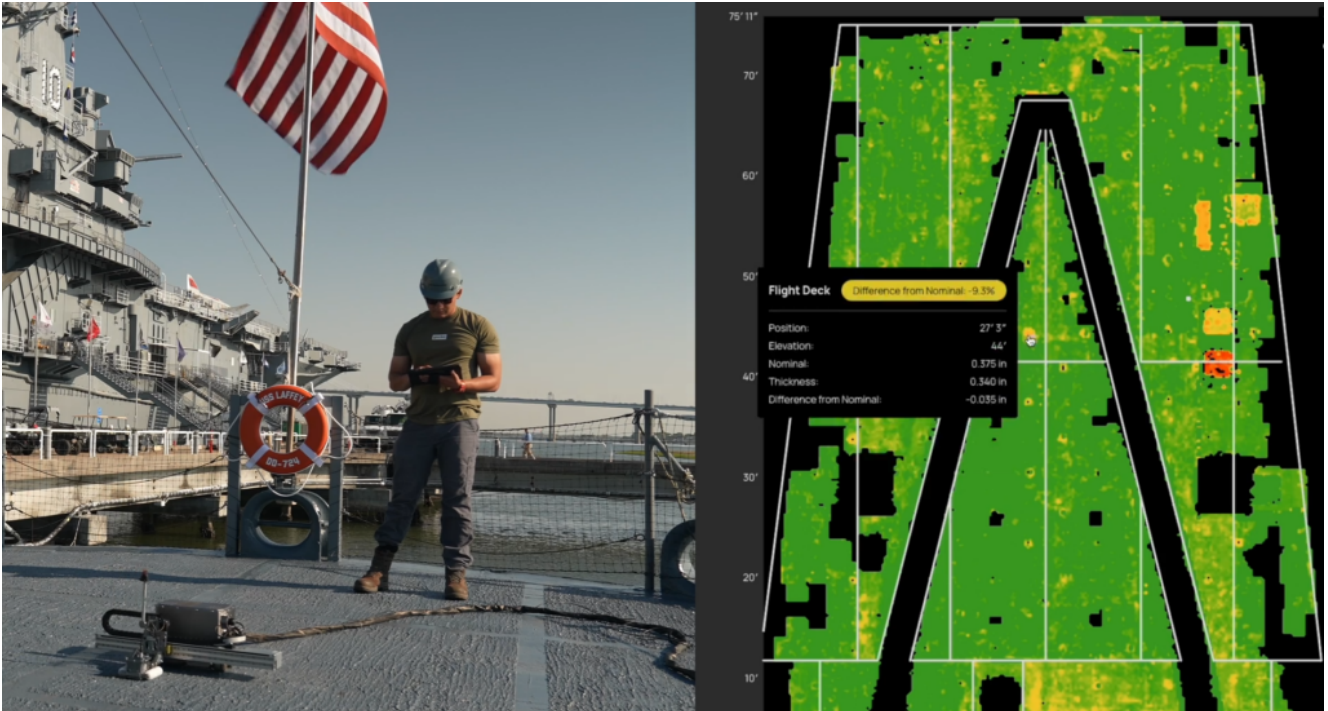 10
USS LAFFEY
DD-724
75' 11"
70'
60'
50'
40'
30'
20'
10'
Flight Deck
Difference from Nominal: -9.3%
Position: 27' 3"
Elevation: 44'
Nominal: 0.375 in
Thickness: 0.340 in
Difference from Nominal: -0.035 in